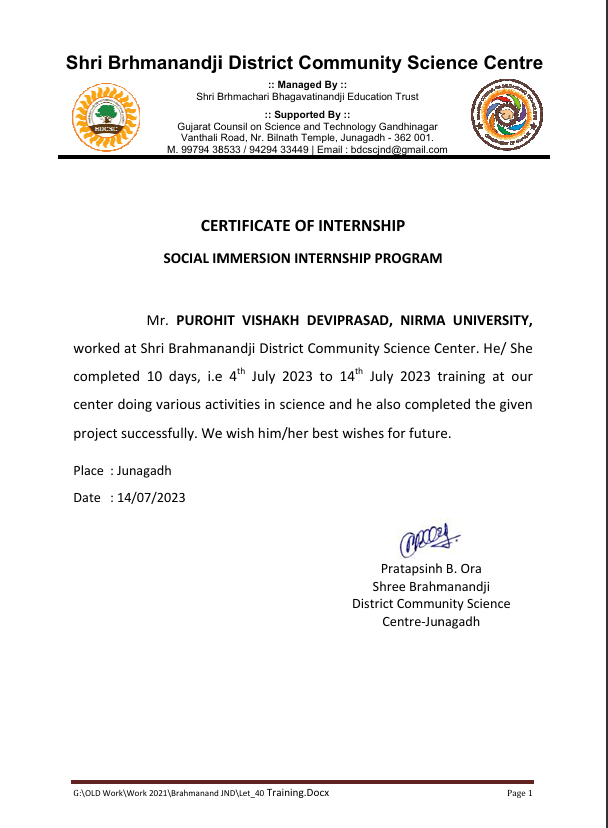 Shri Brhmanandji District Community Science Centre
:: Managed By ::
Shri Brhmachari Bhagavatinandji Education Trust
:: Supported By ::
Gujarat Counsil on Science and Technology Gandhinagar
Vanthali Road, Nr. Bilnath Temple, Junagadh - 362 001.
M. 99794 38533 / 94294 33449 | Email : bdcscjnd@gmail.com
BDCSC
CERTIFICATE OF INTERNSHIP
SOCIAL IMMERSION INTERNSHIP PROGRAM
Mr. PUROHIT VISHAKH DEVIPRASAD, NIRMA UNIVERSITY,
worked at Shri Brahmanandji District Community Science Center. He/ She
completed 10 days, i.e 4th July 2023 to 14th July 2023 training at our
center doing various activities in science and he also completed the given
project successfully. We wish him/her best wishes for future.
Place : Junagadh
Date : 14/07/2023
Pratapsinh B. Ora
Shree Brahmanandji
District Community Science
Centre-Junagadh
G:\OLD Work\Work 2021\Brahmanand JND\Let_40 Training.Docx
Page 1